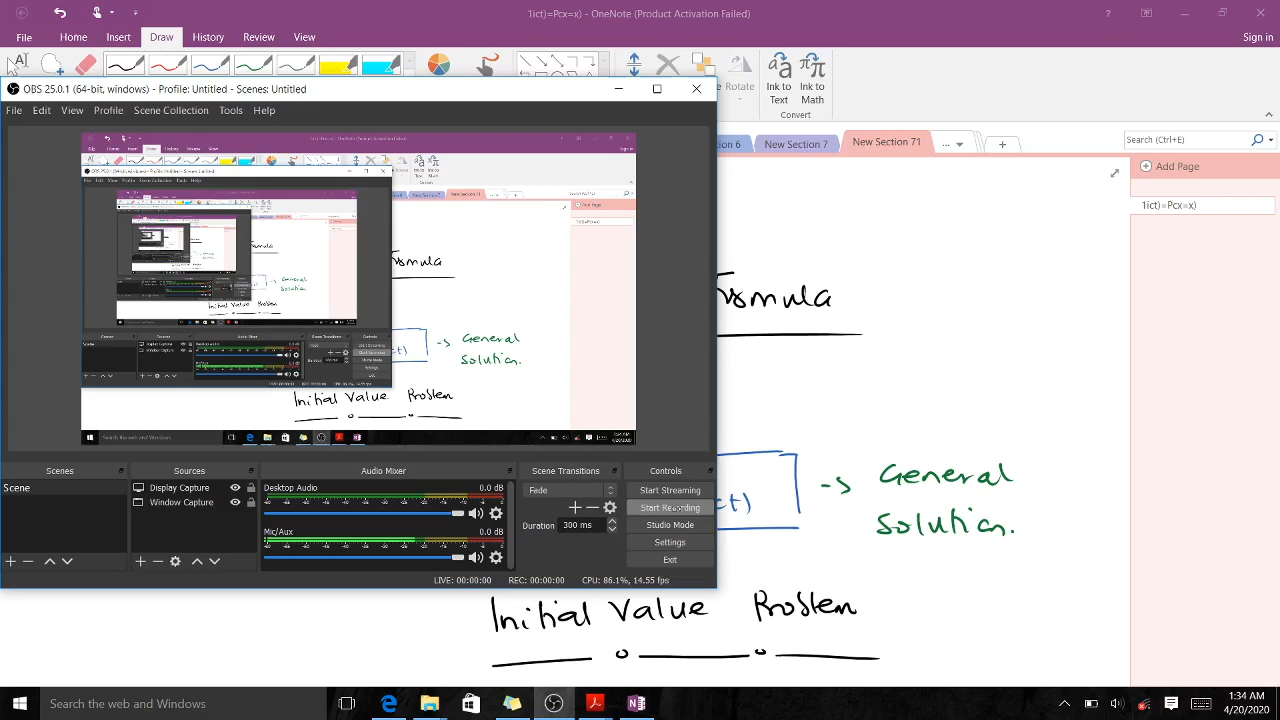 1ict)=Pcx=x) - OneNote (Product Activation Failed)
File Home Insert Draw History Review View
Sign in
Rotate
Ink to Text
Ink to Math
Convert
OBS 25.0.1 (64-bit, windows) - Profile: Untitled - Scenes: Untitled
File Edit View Profile Scene Collection Tools Help
New Section 7
New Section 71
...
Search (Ctrl+E)
Add Page
1ict)=Pcx=x)
General
Solution.
Initial Value Problem
Scenes
Scene
Sources
Display Capture
Window Capture
Audio Mixer
Desktop Audio 0.0 dB
Mic/Aux 0.0 dB
Scene Transitions
Fade
Duration 300 ms
Controls
Start Streaming
Start Recording
Studio Mode
Settings
Exit
LIVE: 00:00:00 REC: 00:00:00 CPU: 86.1%, 14.55 fps
Search the web and Windows
1:34 AM
4/20/2020